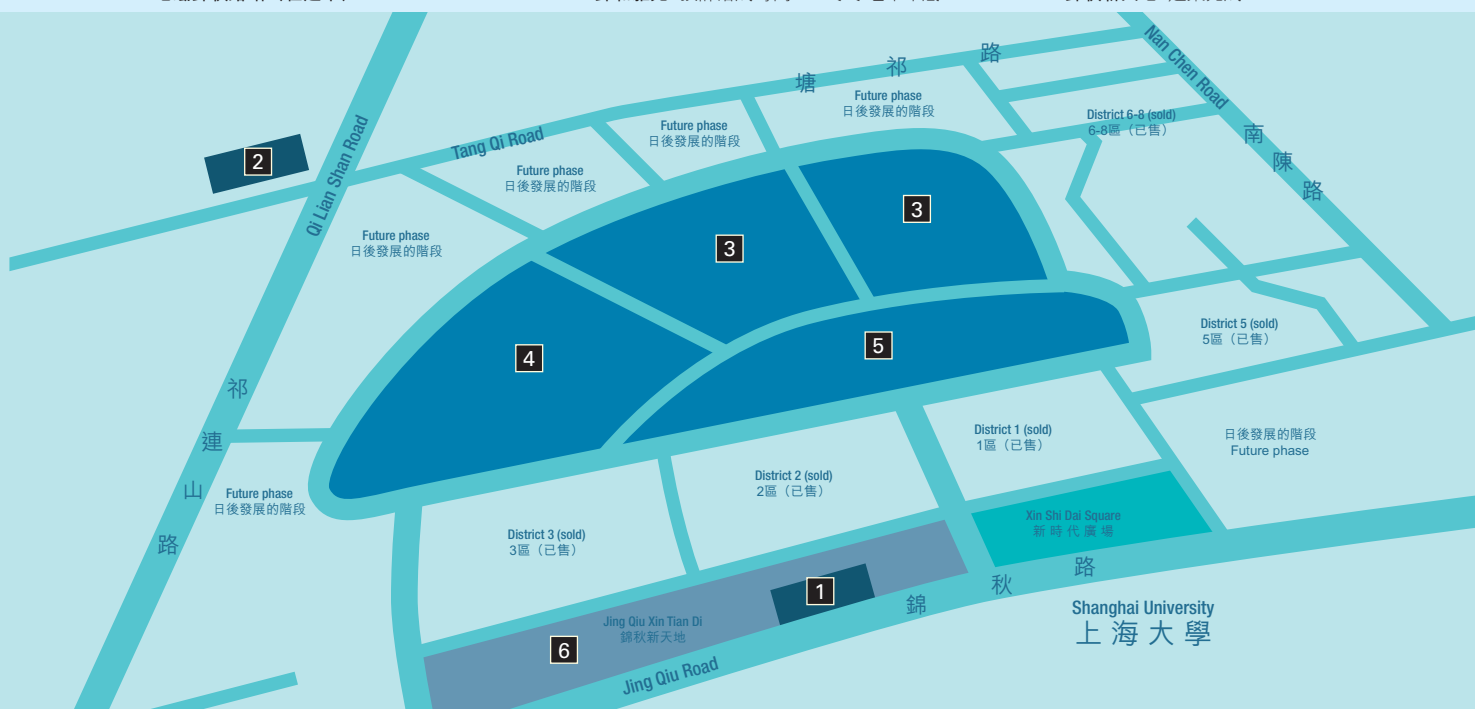 塘祁路
Nan Chen Road
南陳路
Future phase
日後發展的階段
Future phase
日後發展的階段
Tang Qi Road
District 6-8 (sold)
6-8區（已售）
2
Qi Lian Shan Road
Future phase
日後發展的階段
Future phase
日後發展的階段
3
3
4
5
District 5 (sold)
5區（已售）
祁連山路
Future phase
日後發展的階段
District 1 (sold)
1區（已售）
日後發展的階段
Future phase
District 2 (sold)
2區（已售）
District 3 (sold)
3區（已售）
Xin Shi Dai Square
新時代廣場
1
Jing Qiu Xin Tian Di
錦秋新天地
6
錦秋路
Jing Qiu Road
Shanghai University
上海大學